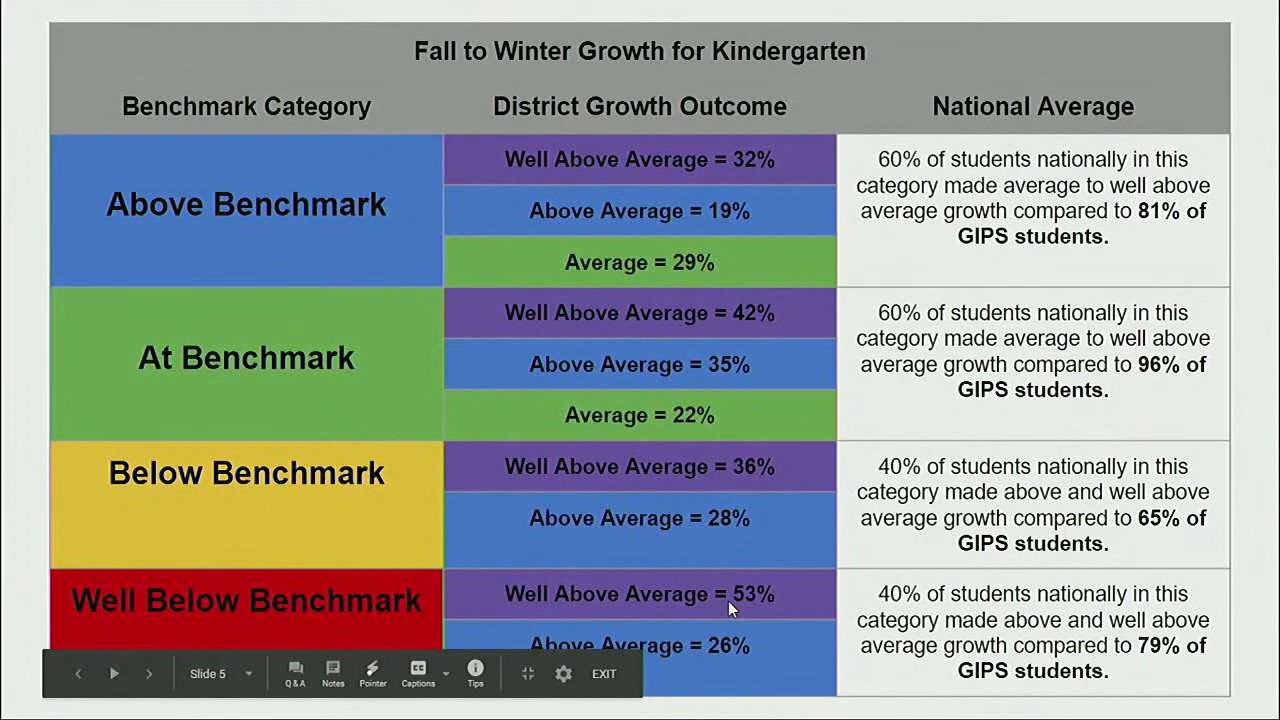 Fall to Winter Growth for Kindergarten
Benchmark Category
District Growth Outcome
National Average
Above Benchmark
Well Above Average = 32%
Above Average = 19%
Average = 29%
60% of students nationally in this
category made average to well above
average growth compared to 81% of
GIPS students.
At Benchmark
Well Above Average = 42%
Above Average = 35%
Average = 22%
60% of students nationally in this
category made average to well above
average growth compared to 96% of
GIPS students.
Below Benchmark
Well Above Average = 36%
Above Average = 28%
40% of students nationally in this
category made above and well above
average growth compared to 65% of
GIPS students.
Well Below Benchmark
Well Above Average = 53%
Above Average = 26%
40% of students nationally in this
category made above and well above
average growth compared to 79% of
GIPS students.
Slide 5
Q & A
Notes
Pointer
CC
Captions
Tips
EXIT